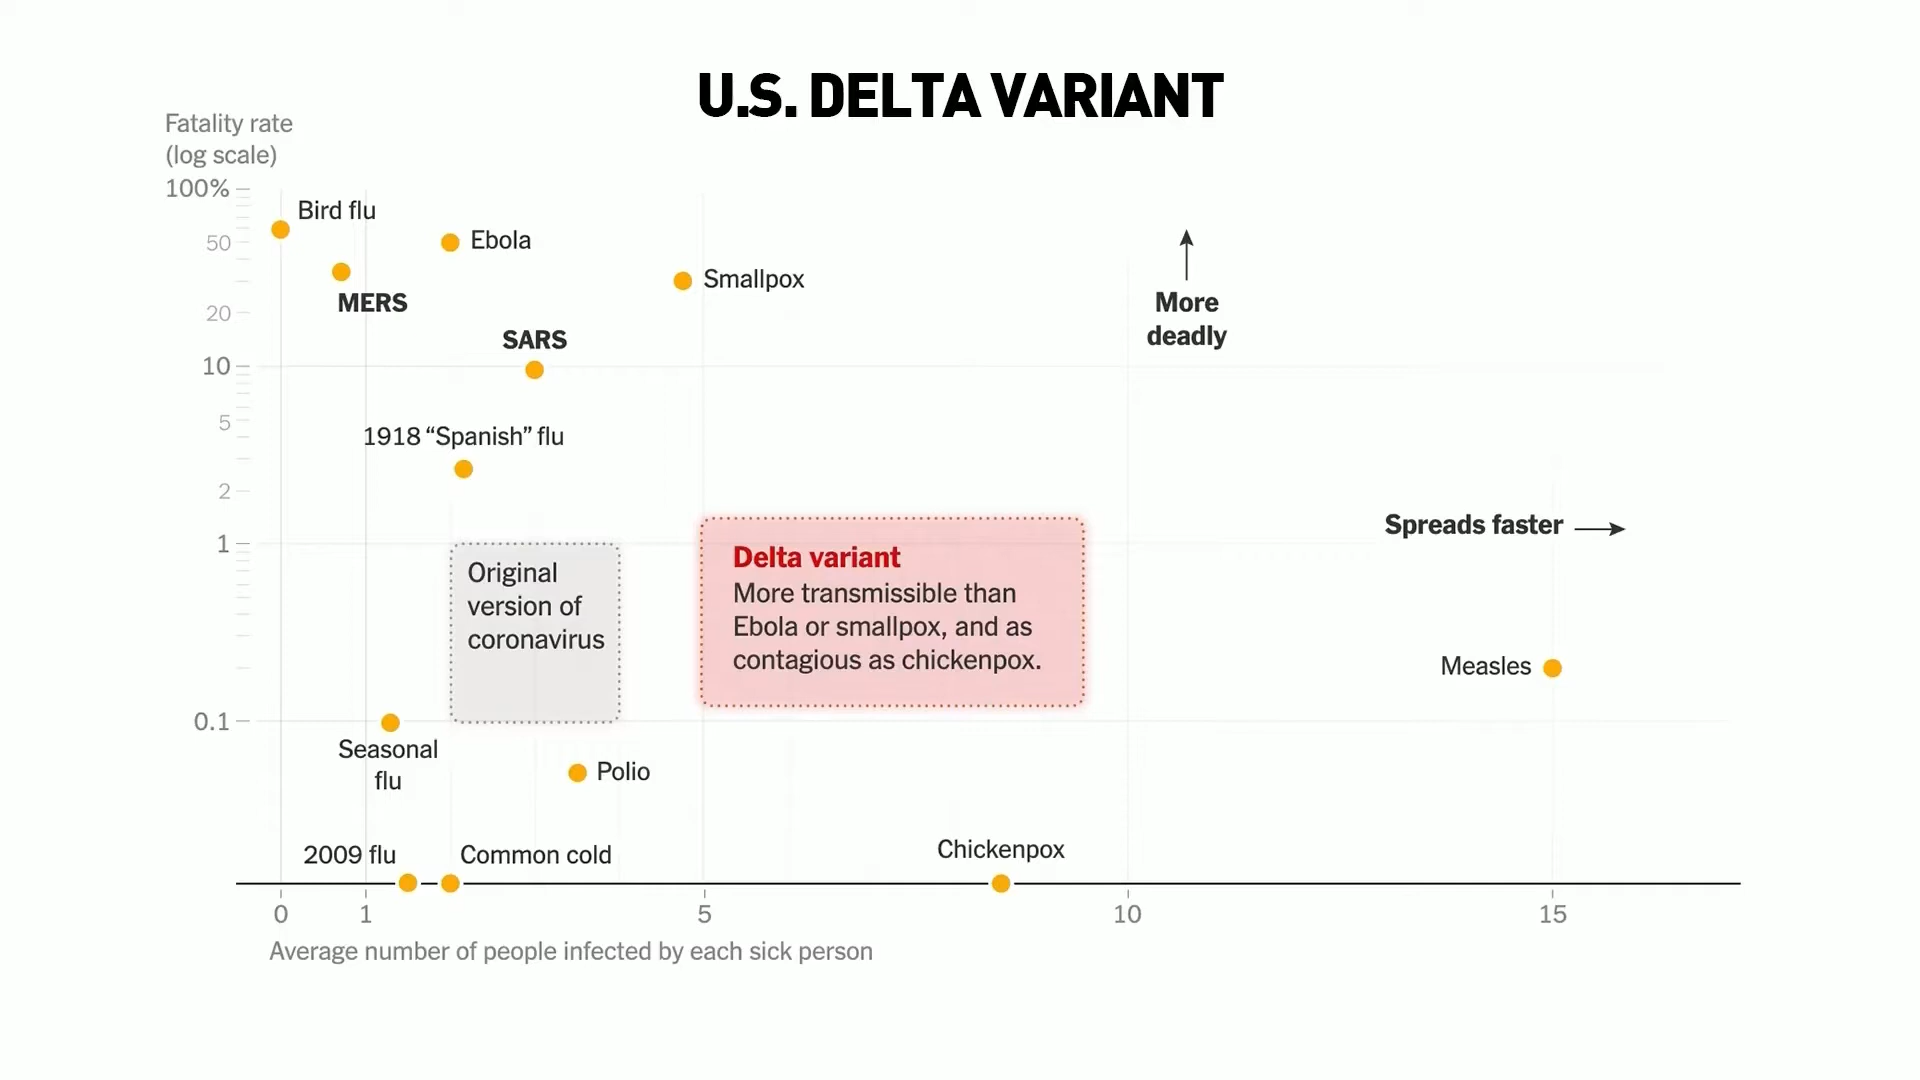 U.S. DELTA VARIANT
Fatality rate
(log scale)
100%
Bird flu
50
Ebola
MERS
Smallpox
20
SARS
More
deadly
10
5
1918 “Spanish” flu
2
Spreads faster
1
Original
version of
coronavirus
Delta variant
More transmissible than
Ebola or smallpox, and as
contagious as chickenpox.
Measles
0.1
Seasonal
flu
Polio
2009 flu
Common cold
Chickenpox
0
1
5
10
15
Average number of people infected by each sick person